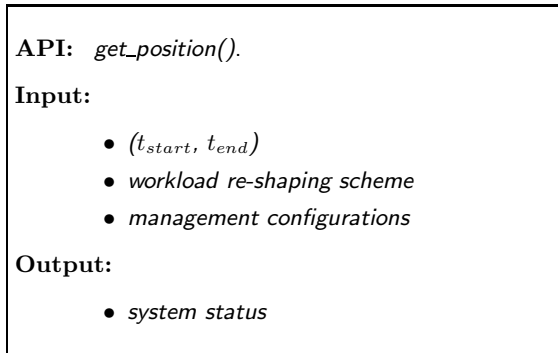 API: get_position().
Input:
• (t_start, t_end)
• workload re-shaping scheme
• management configurations
Output:
• system status